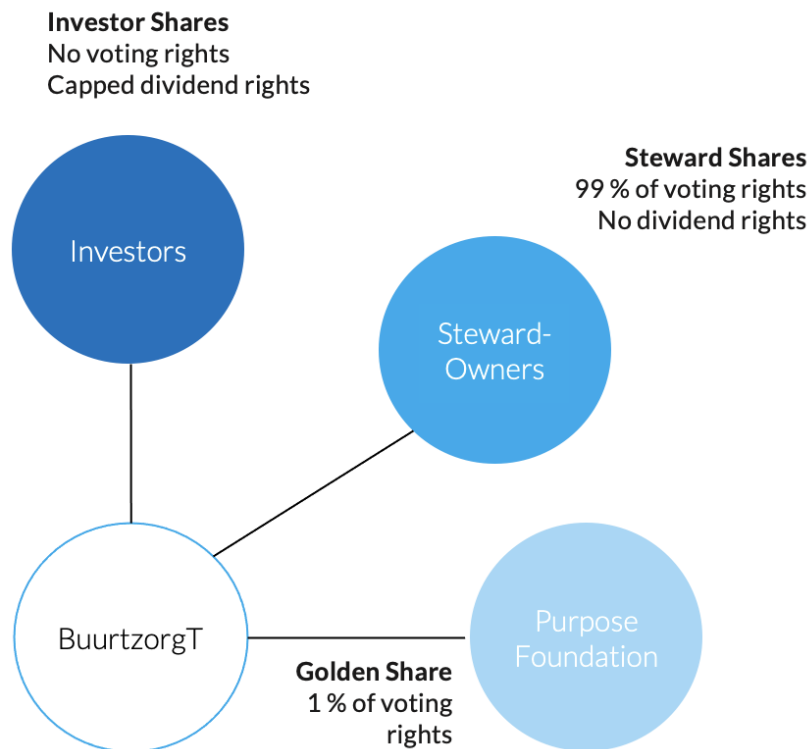 Investor Shares
No voting rights
Capped dividend rights
Investors
Steward Shares
99 % of voting rights
No dividend rights
Steward-
Owners
BuurtzorgT
Golden Share
1 % of voting
rights
Purpose
Foundation